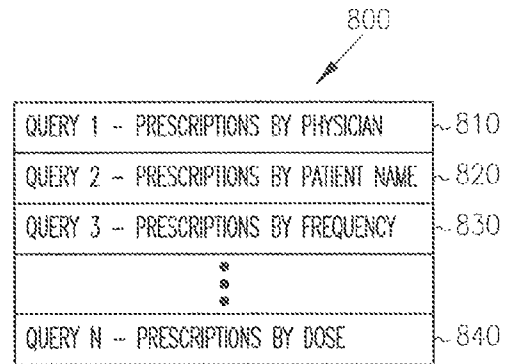 800
QUERY 1 - PRESCRIPTIONS BY PHYSICIAN 810
QUERY 2 - PRESCRIPTIONS BY PATIENT NAME 820
QUERY 3 - PRESCRIPTIONS BY FREQUENCY 830
QUERY N - PRESCRIPTIONS BY DOSE 840